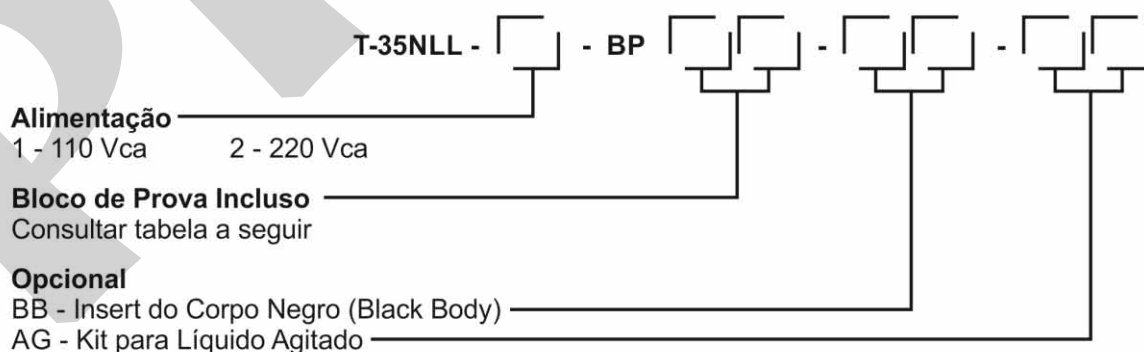 T-35NLL - - BP - -
Alimentação
1 - 110 Vca 2 - 220 Vca
Bloco de Prova Incluso
Consultar tabela a seguir
Opcional
BB - Insert do Corpo Negro (Black Body)
AG - Kit para Líquido Agitado